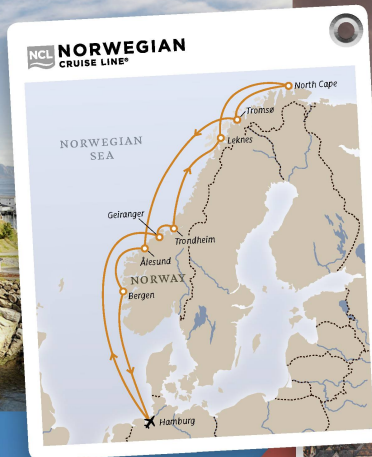 NCL NORWEGIAN
CRUISE LINE®
North Cape
Tromsø
Leknes
NORWEGIAN
SEA
Geiranger
Trondheim
Ålesund
NORWAY
Bergen
Hamburg